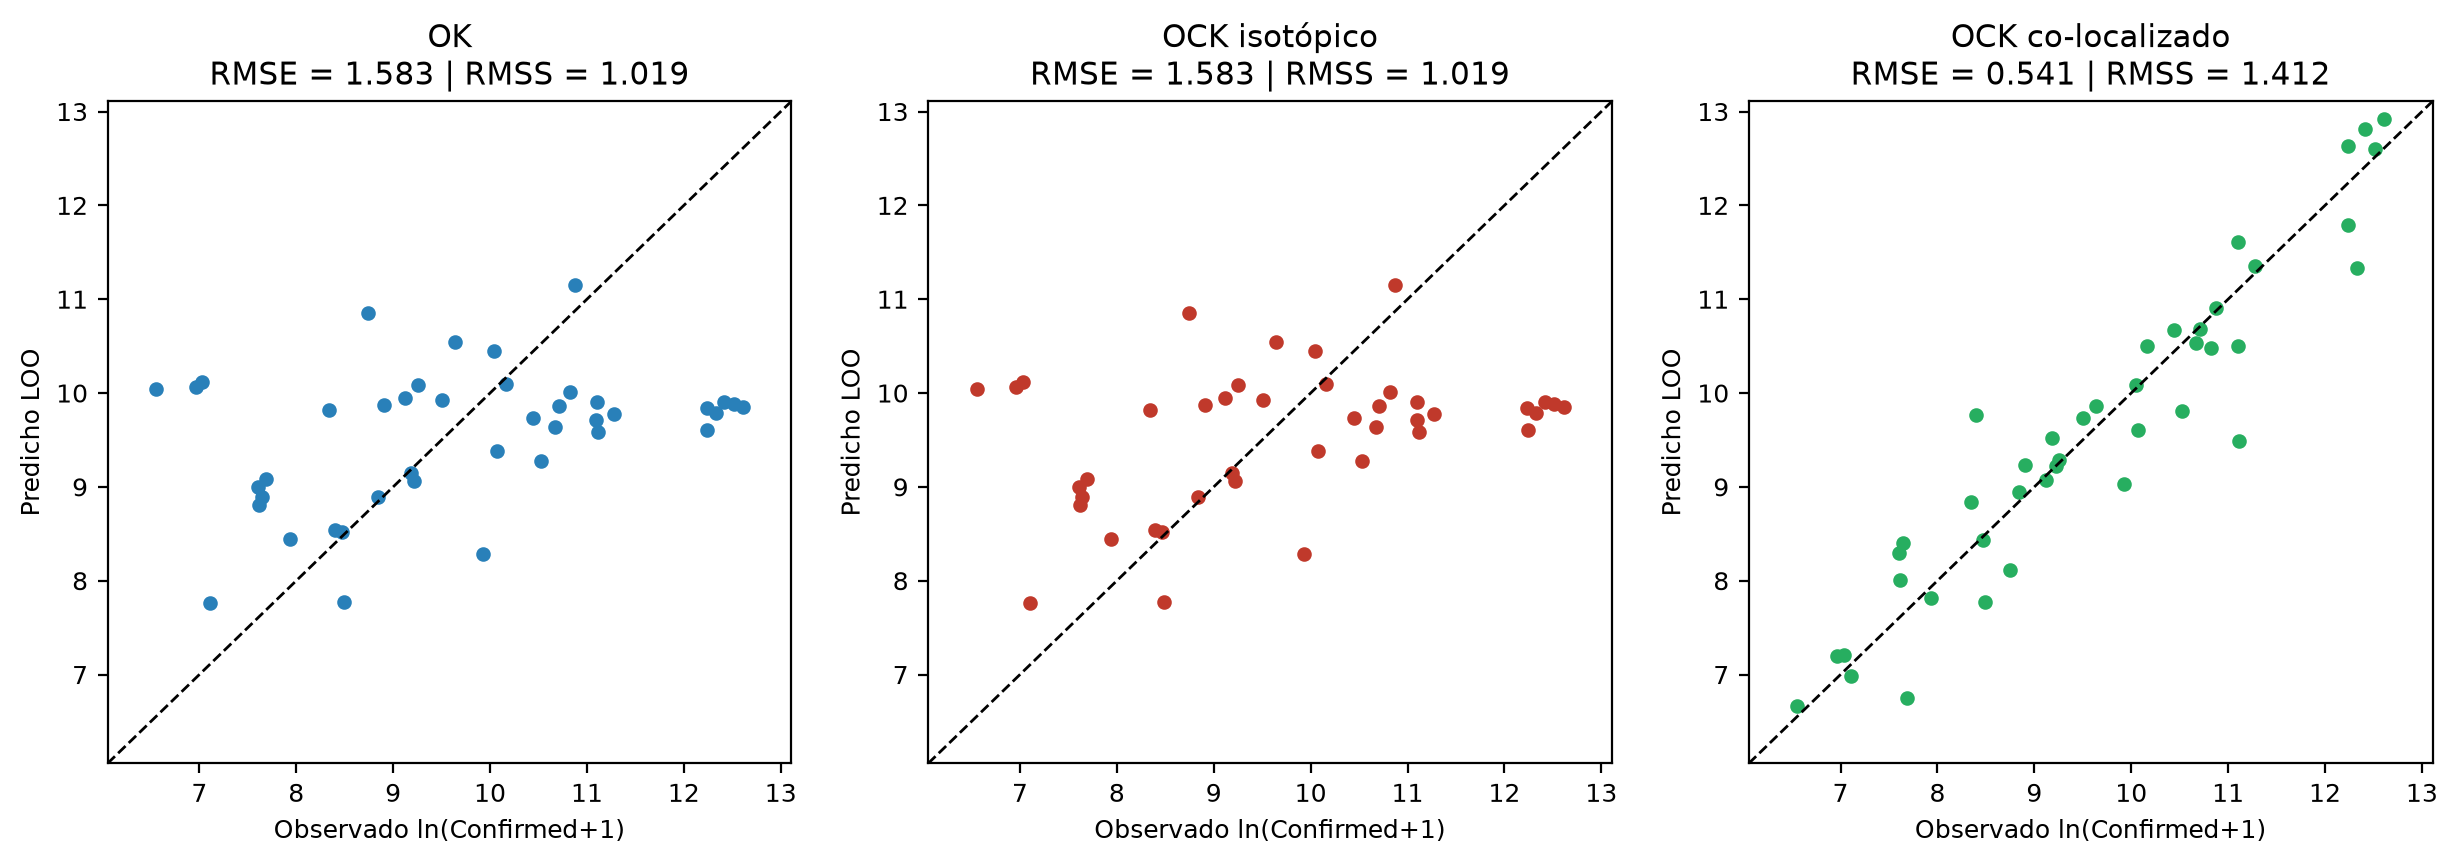 OK
RMSE = 1.583 | RMSS = 1.019
13
12
11
10
9
8
7
Predicho LOO
7 8 9 10 11 12 13
Observado ln(Confirmed+1)
OCK isotópico
RMSE = 1.583 | RMSS = 1.019
13
12
11
10
9
8
7
Predicho LOO
7 8 9 10 11 12 13
Observado ln(Confirmed+1)
OCK co-localizado
RMSE = 0.541 | RMSS = 1.412
13
12
11
10
9
8
7
Predicho LOO
7 8 9 10 11 12 13
Observado ln(Confirmed+1)